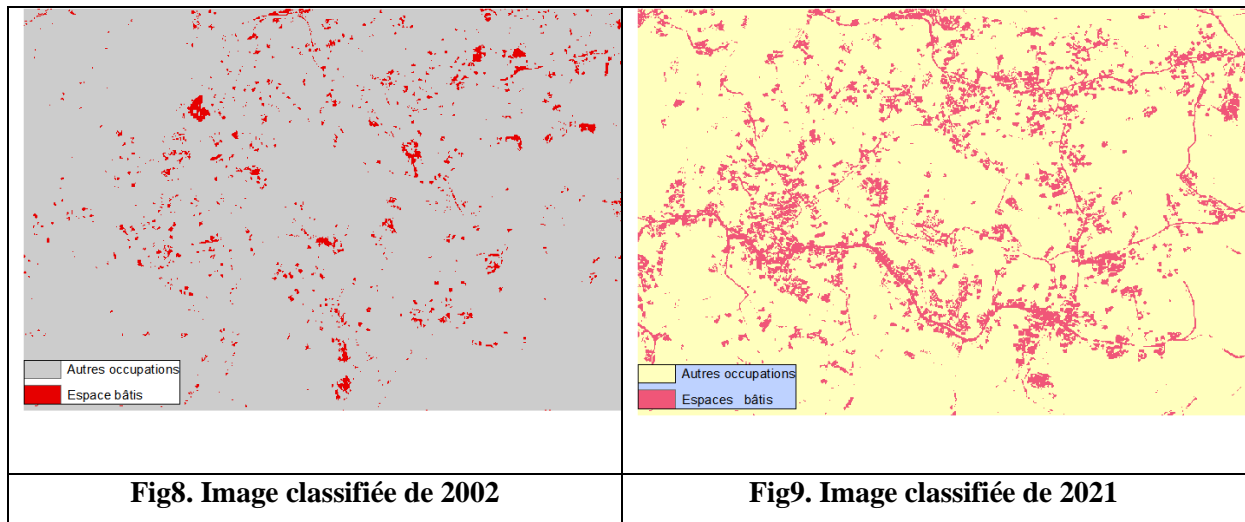 Autres occupations
Espace bâtis
Autres occupations
Espaces bâtis
Fig8. Image classifiée de 2002
Fig9. Image classifiée de 2021